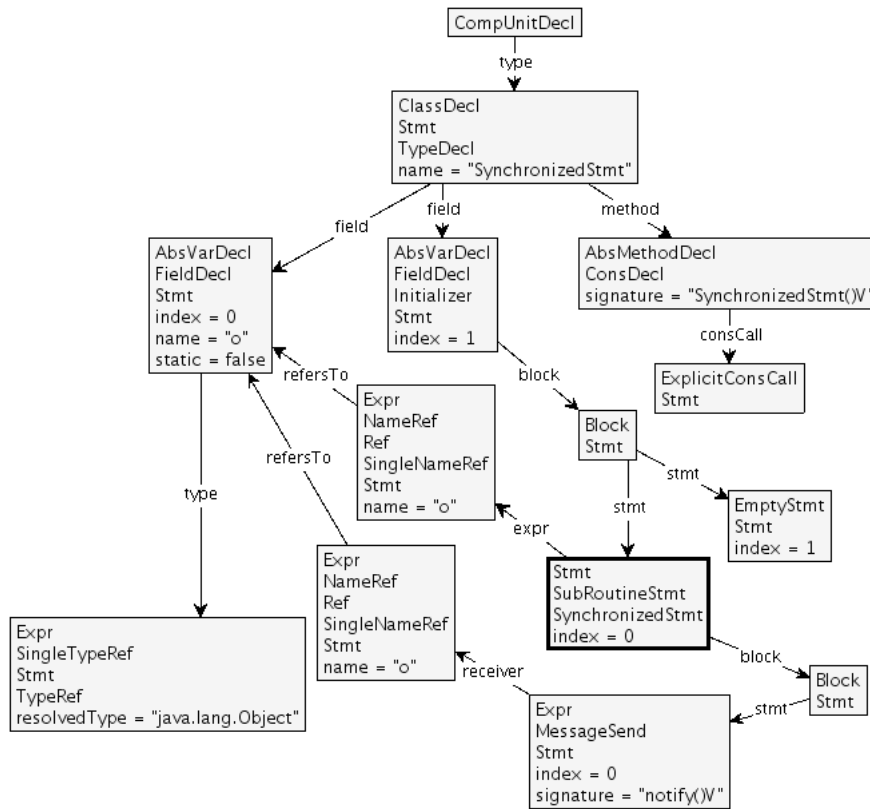 CompUnitDecl
type
ClassDecl
Stmt
TypeDecl
name = "SynchronizedStmt"
field
field
method
AbsVarDecl
FieldDecl
Stmt
index = 0
name = "o"
static = false
AbsVarDecl
FieldDecl
Initializer
Stmt
index = 1
AbsMethodDecl
ConsDecl
signature = "SynchronizedStmt()V"
consCall
ExplicitConsCall
Stmt
refersTo
block
Expr
NameRef
Ref
SingleNameRef
Stmt
name = "o"
Block
Stmt
refersTo
type
stmt
stmt
EmptyStmt
Stmt
index = 1
expr
Expr
NameRef
Ref
SingleNameRef
Stmt
name = "o"
Stmt
SubRoutineStmt
SynchronizedStmt
index = 0
Expr
SingleTypeRef
Stmt
TypeRef
resolvedType = "java.lang.Object"
receiver
block
Block
Stmt
stmt
Expr
MessageSend
Stmt
index = 0
signature = "notify()V"